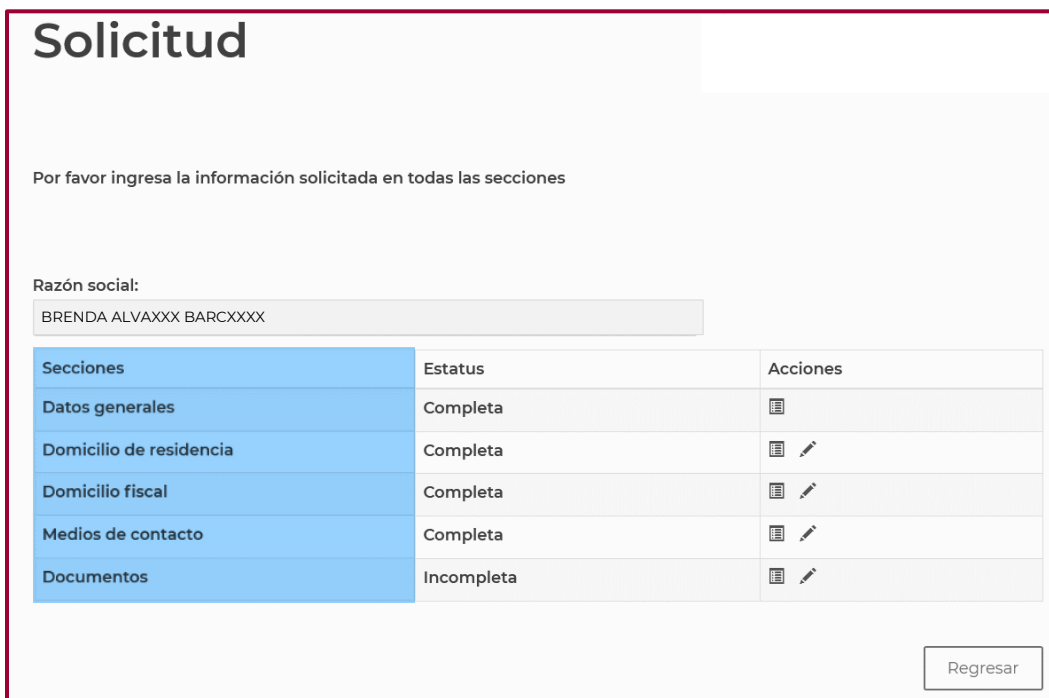 Solicitud
Por favor ingresa la información solicitada en todas las secciones
Razón social:
BRENDA ALVAXXX BARCXXXX
Secciones Estatus Acciones
Datos generales Completa
Domicilio de residencia Completa
Domicilio fiscal Completa
Medios de contacto Completa
Documentos Incompleta
Regresar